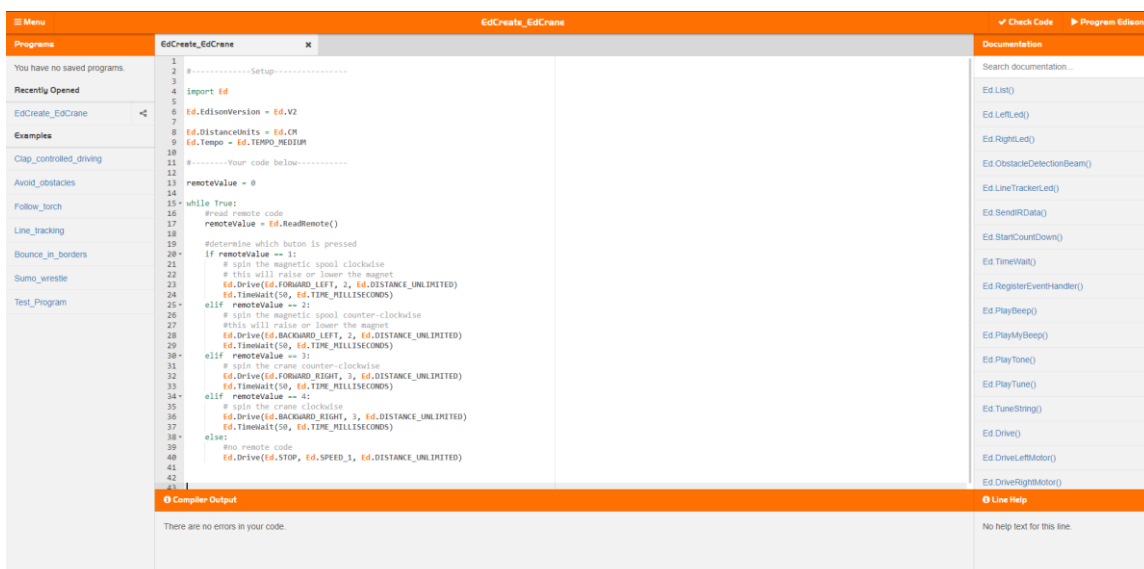 Menu
EdCreate_EdCrane
Check Code
Program Edison
Programs
You have no saved programs.
Recently Opened
EdCreate_EdCrane
Examples
Clap_controlled_driving
Avoid_obstacles
Follow_torch
Line_tracking
Bounce_in_borders
Sumo_wrestle
Test_Program
EdCreate_EdCrane x
1
2 #-------------Setup----------------
3
4 import Ed
5
6 Ed.EdisonVersion = Ed.V2
7
8 Ed.DistanceUnits = Ed.CM
9 Ed.Tempo = Ed.TEMPO_MEDIUM
10
11 #--------Your code below-----------
12
13 remoteValue = 0
14
15 while True:
16     #read remote code
17     remoteValue = Ed.ReadRemote()
18
19     #determine which buton is pressed
20     if remoteValue == 1:
21         # spin the magnetic spool clockwise
22         # this will raise or lower the magnet
23         Ed.Drive(Ed.FORWARD_LEFT, 2, Ed.DISTANCE_UNLIMITED)
24         Ed.TimeWait(50, Ed.TIME_MILLISECONDS)
25     elif  remoteValue == 2:
26         # spin the magnetic spool counter-clockwise
27         #this will raise or lower the magnet
28         Ed.Drive(Ed.BACKWARD_LEFT, 2, Ed.DISTANCE_UNLIMITED)
29         Ed.TimeWait(50, Ed.TIME_MILLISECONDS)
30     elif  remoteValue == 3:
31         # spin the crane counter-clockwise
32         Ed.Drive(Ed.FORWARD_RIGHT, 3, Ed.DISTANCE_UNLIMITED)
33         Ed.TimeWait(50, Ed.TIME_MILLISECONDS)
34     elif  remoteValue == 4:
35         # spin the crane clockwise
36         Ed.Drive(Ed.BACKWARD_RIGHT, 3, Ed.DISTANCE_UNLIMITED)
37         Ed.TimeWait(50, Ed.TIME_MILLISECONDS)
38     else:
39         #no remote code
40         Ed.Drive(Ed.STOP, Ed.SPEED_1, Ed.DISTANCE_UNLIMITED)
41
42
43
Compiler Output
There are no errors in your code.
Documentation
Search documentation...
Ed.List()
Ed.LeftLed()
Ed.RightLed()
Ed.ObstacleDetectionBeam()
Ed.LineTrackerLed()
Ed.SendIRData()
Ed.StartCountDown()
Ed.TimeWait()
Ed.RegisterEventHandler()
Ed.PlayBeep()
Ed.PlayMyBeep()
Ed.PlayTone()
Ed.PlayTune()
Ed.TuneString()
Ed.Drive()
Ed.DriveLeftMotor()
Ed.DriveRightMotor()
Line Help
No help text for this line.